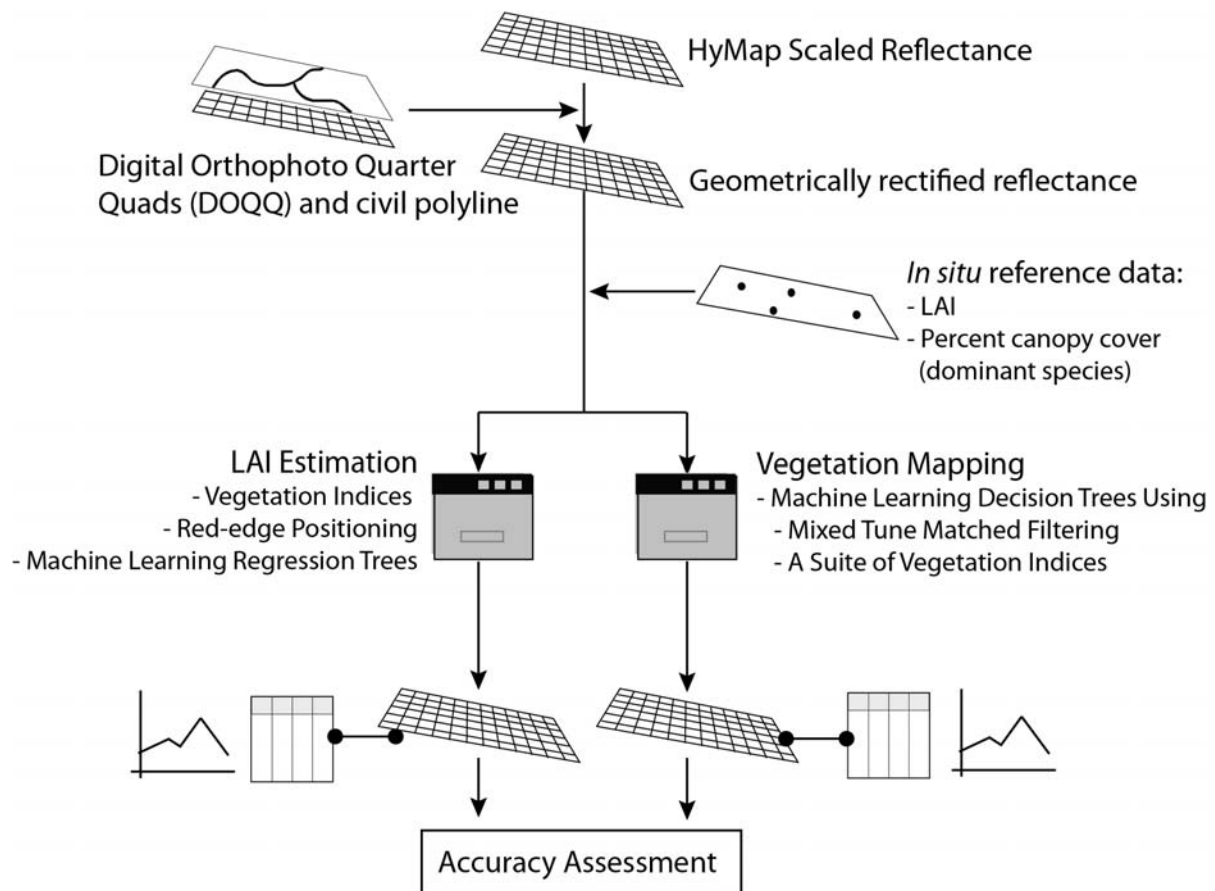 HyMap Scaled Reflectance
Digital Orthophoto Quarter
Quads (DOQQ) and civil polyline
Geometrically rectified reflectance
In situ reference data:
- LAI
- Percent canopy cover
(dominant species)
LAI Estimation
- Vegetation Indices
- Red-edge Positioning
- Machine Learning Regression Trees
Vegetation Mapping
- Machine Learning Decision Trees Using
- Mixed Tune Matched Filtering
- A Suite of Vegetation Indices
Accuracy Assessment